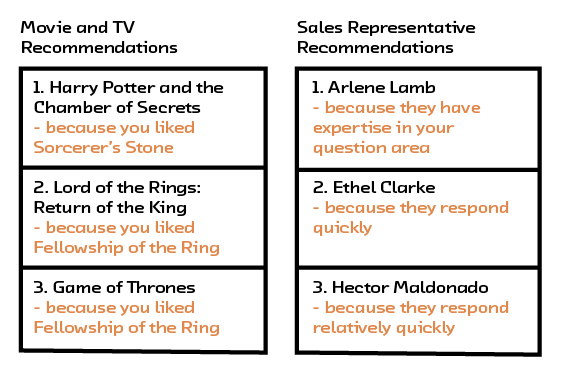 Movie and TV
Recommendations
1. Harry Potter and the
Chamber of Secrets
- because you liked
Sorcerer's Stone
2. Lord of the Rings:
Return of the King
- because you liked
Fellowship of the Ring
3. Game of Thrones
- because you liked
Fellowship of the Ring
Sales Representative
Recommendations
1. Arlene Lamb
- because they have
expertise in your
question area
2. Ethel Clarke
- because they respond
quickly
3. Hector Maldonado
- because they respond
relatively quickly